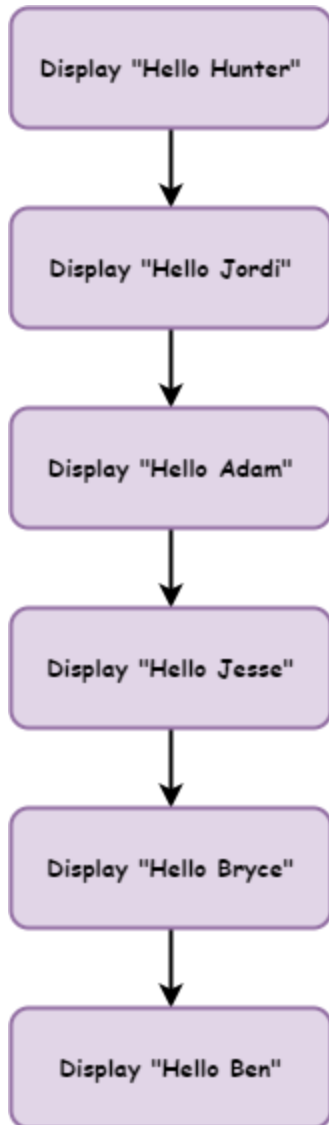 Display "Hello Hunter"
Display "Hello Jordi"
Display "Hello Adam"
Display "Hello Jesse"
Display "Hello Bryce"
Display "Hello Ben"